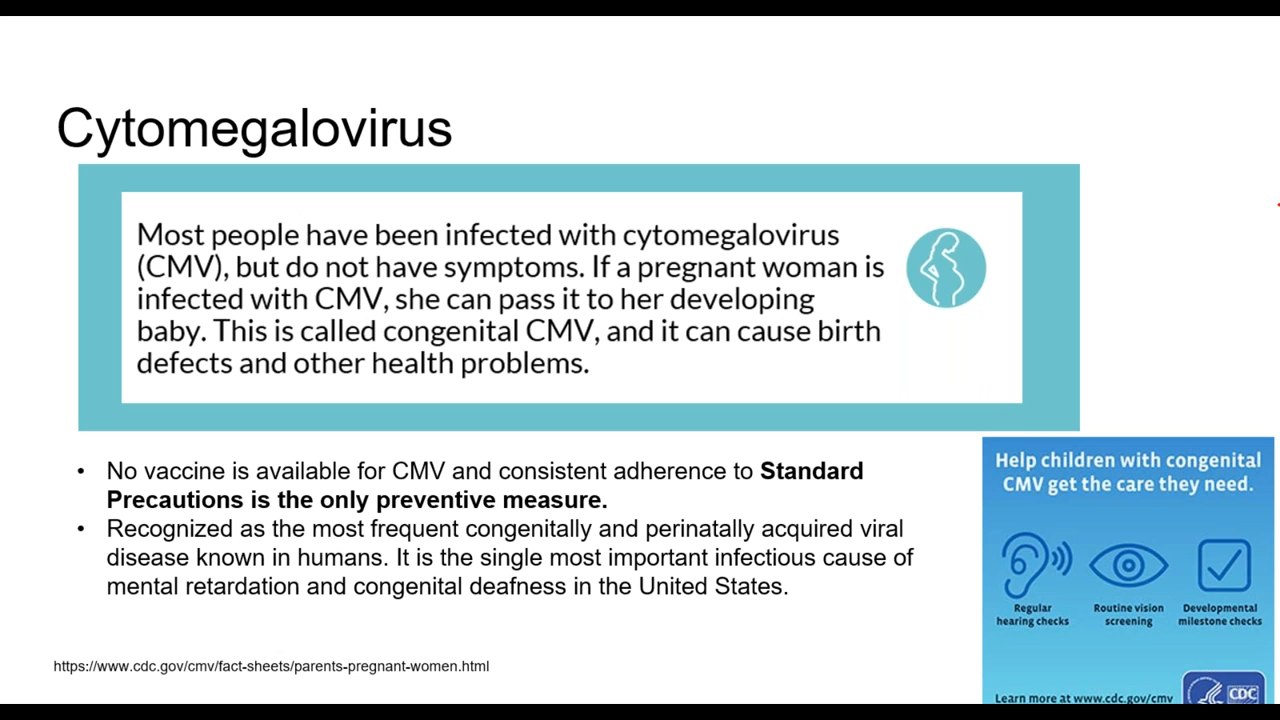 Cytomegalovirus
Most people have been infected with cytomegalovirus
(CMV), but do not have symptoms. If a pregnant woman is
infected with CMV, she can pass it to her developing
baby. This is called congenital CMV, and it can cause birth
defects and other health problems.
• No vaccine is available for CMV and consistent adherence to Standard
Precautions is the only preventive measure.
• Recognized as the most frequent congenitally and perinatally acquired viral
disease known in humans. It is the single most important infectious cause of
mental retardation and congenital deafness in the United States.
Help children with congenital
CMV get the care they need.
Regular
hearing checks
Routine vision
screening
Developmental
milestone checks
Learn more at www.cdc.gov/cmv
CDC
https://www.cdc.gov/cmv/fact-sheets/parents-pregnant-women.html